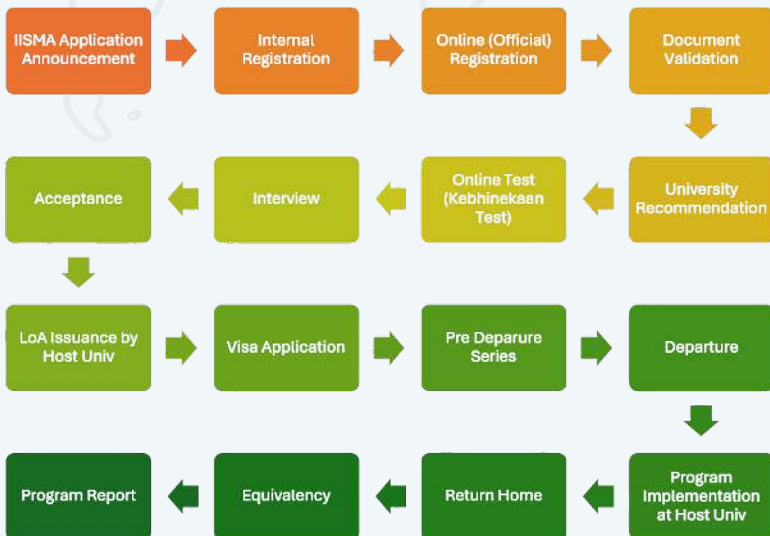 IISMA Application
Announcement
Internal
Registration
Online (Official)
Registration
Document
Validation
University
Recommendation
Online Test
(Kebhinekaan
Test)
Interview
Acceptance
LoA Issuance by
Host Univ
Visa Application
Pre Deparure
Series
Departure
Program
Implementation
at Host Univ
Return Home
Equivalency
Program Report